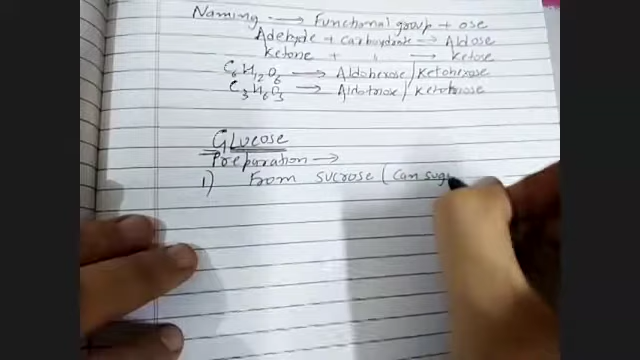 Naming → Functional group + ose
Adehyde + Carbohydrate → Aldose
Ketone + " → Ketose
C6H12O6 → Aldohexose / Ketohexose
C3H6O3 → Aldotriose / Ketotriose
Glucose
Preparation →
1) From sucrose (Can sug